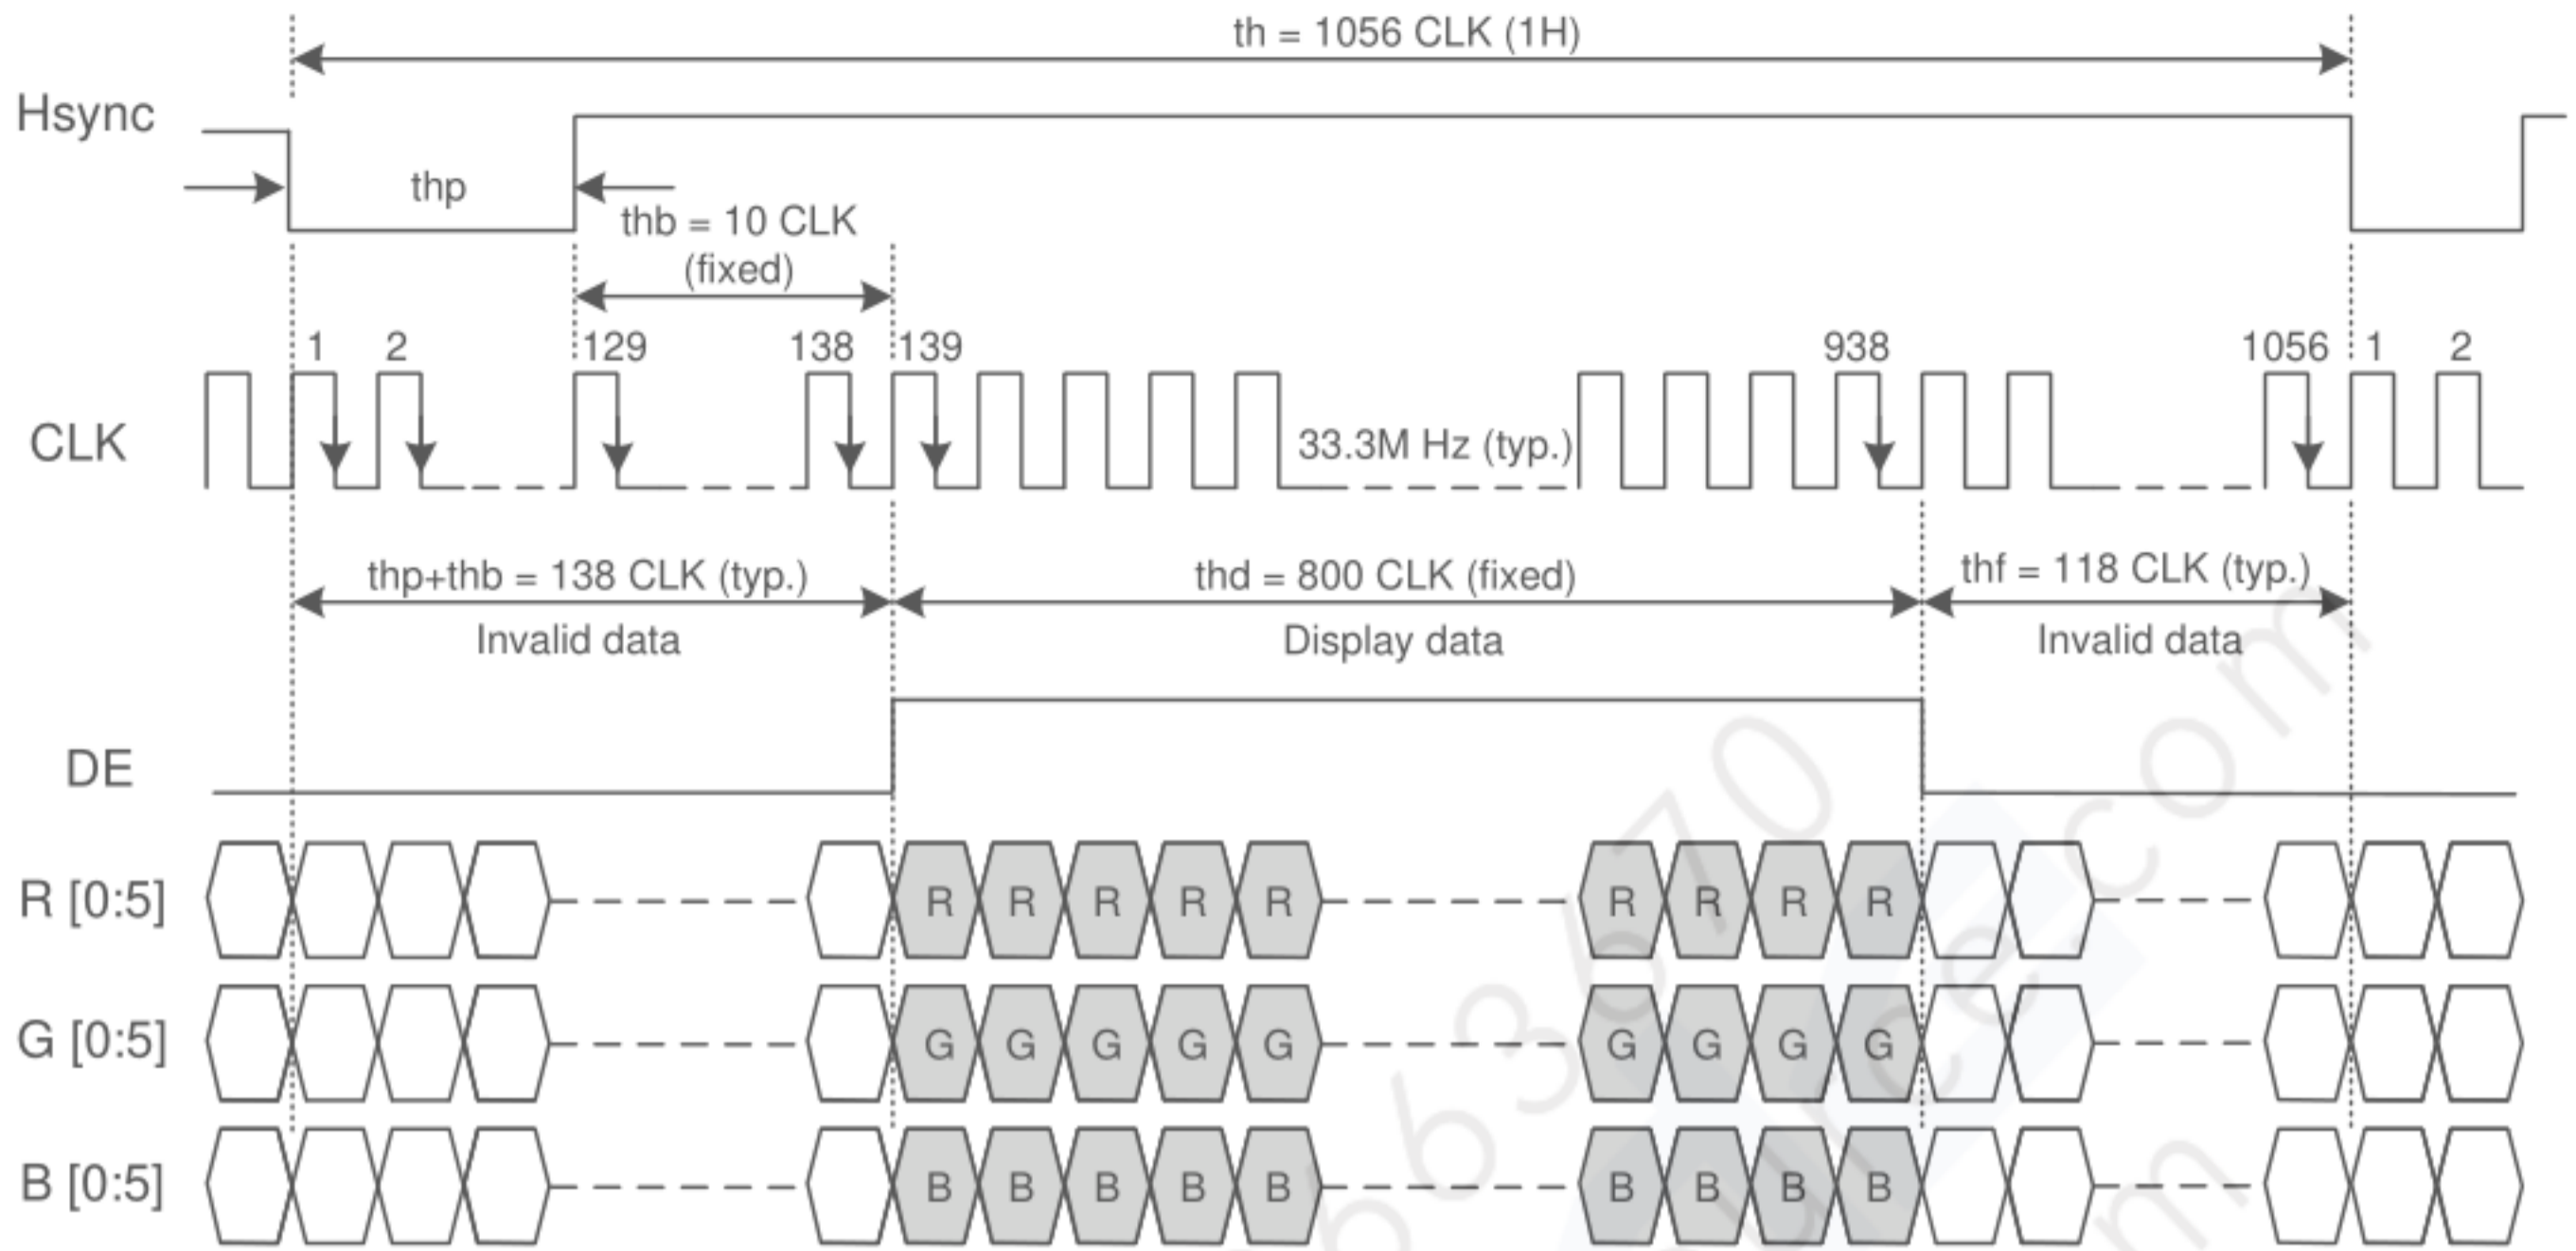 th = 1056 CLK (1H)
Hsync
thp
thb = 10 CLK
(fixed)
1 2 129 138 139 938 1056 1 2
CLK
33.3M Hz (typ.)
thp+thb = 138 CLK (typ.) thd = 800 CLK (fixed) thf = 118 CLK (typ.)
Invalid data Display data Invalid data
DE
R [0:5] R R R R R R R R R
G [0:5] G G G G G G G G G
B [0:5] B B B B B B B B B